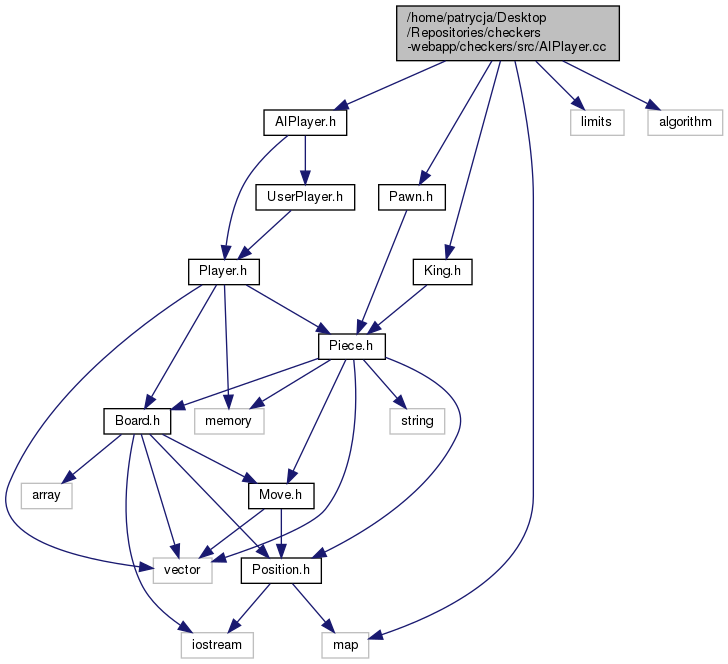 /home/patrycja/Desktop
/Repositories/checkers
-webapp/checkers/src/AIPlayer.cc
AIPlayer.h
limits
algorithm
UserPlayer.h
Pawn.h
Player.h
King.h
Piece.h
Board.h
memory
string
array
Move.h
vector
Position.h
iostream
map